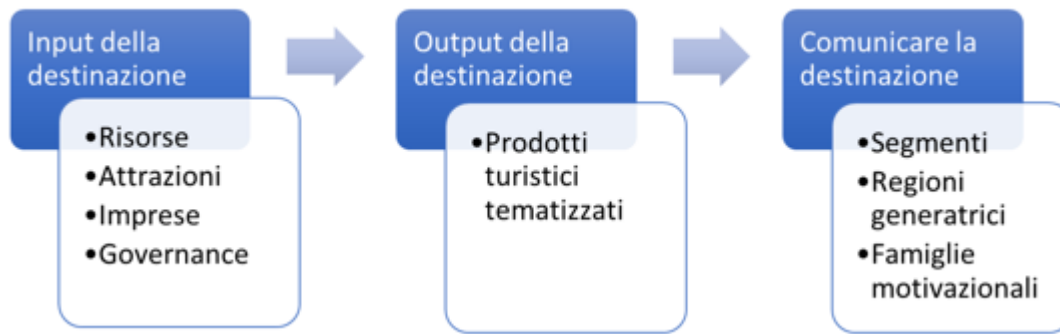 Input della
destinazione
•Risorse
•Attrazioni
•Imprese
•Governance
Output della
destinazione
•Prodotti
turistici
tematizzati
Comunicare la
destinazione
•Segmenti
•Regioni
generatrici
•Famiglie
motivazionali